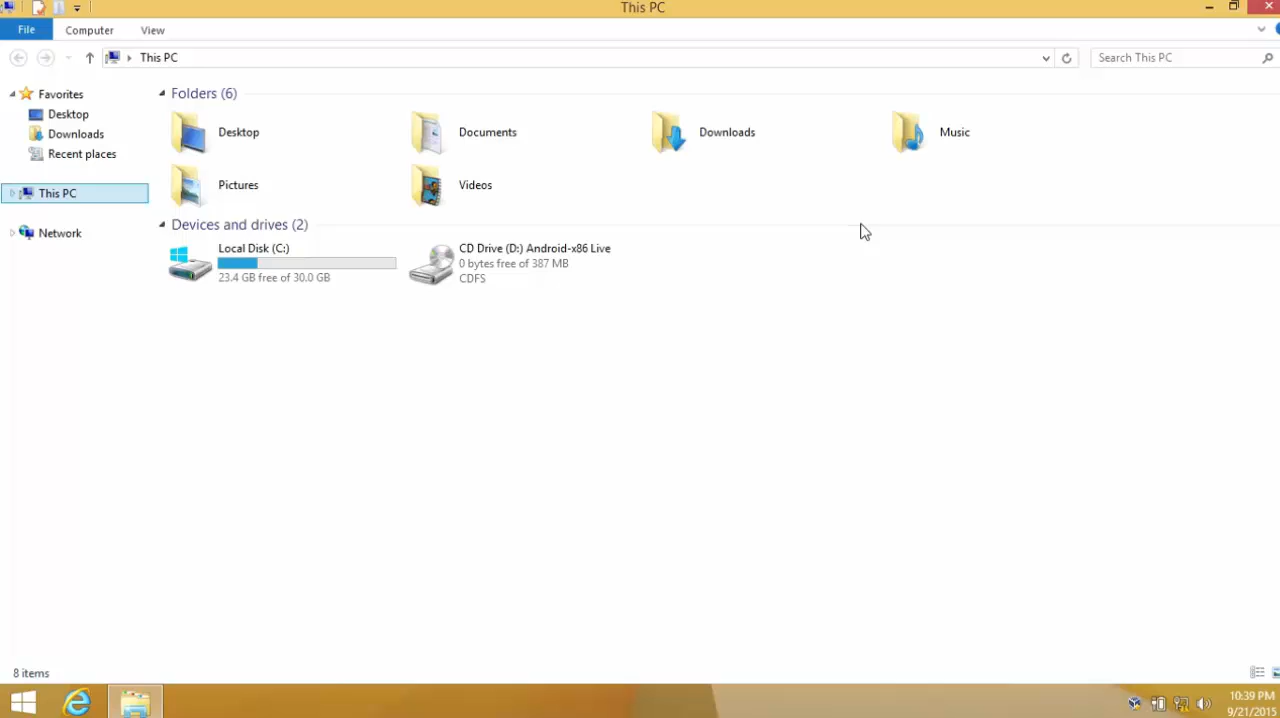 This PC
File Computer View
This PC
Search This PC
Favorites
Desktop
Downloads
Recent places
This PC
Network
Folders (6)
Desktop
Documents
Downloads
Music
Pictures
Videos
Devices and drives (2)
Local Disk (C:)
23.4 GB free of 30.0 GB
CD Drive (D:) Android-x86 Live
0 bytes free of 387 MB
CDFS
8 items
10:39 PM
9/21/2015